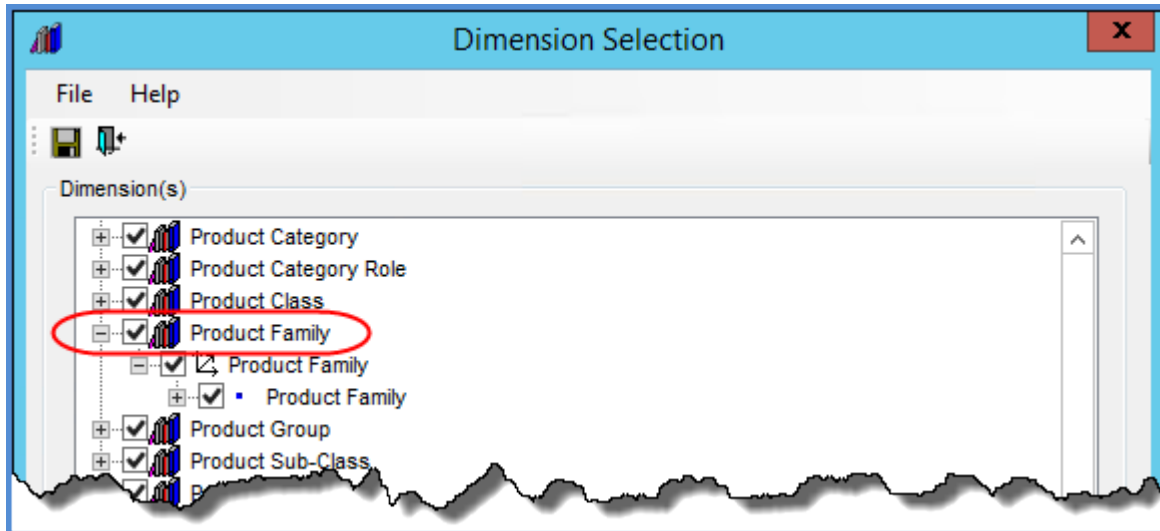 Dimension Selection
x
File Help
Dimension(s)
Product Category
Product Category Role
Product Class
Product Family
Product Family
Product Family
Product Group
Product Sub-Class